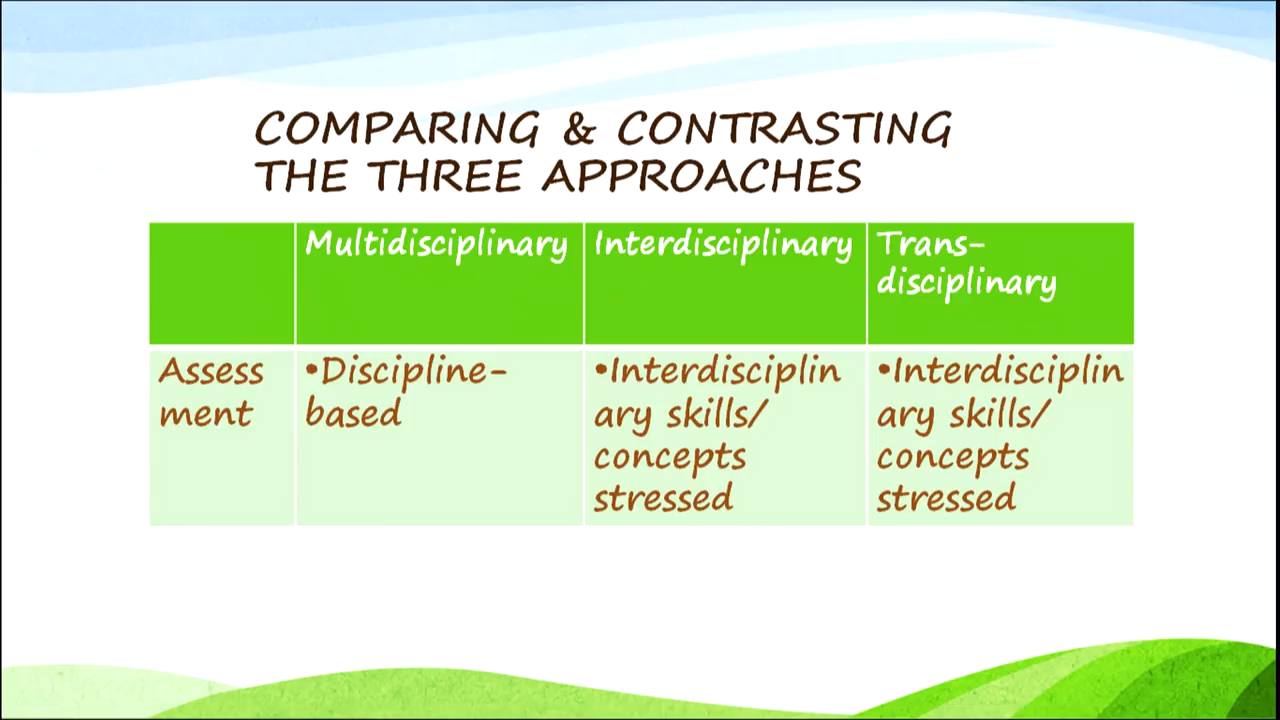 COMPARING & CONTRASTING
THE THREE APPROACHES
Multidisciplinary
Interdisciplinary
Trans-
disciplinary
Assess
ment
•Discipline-
based
•Interdisciplin
ary skills/
concepts
stressed
•Interdisciplin
ary skills/
concepts
stressed